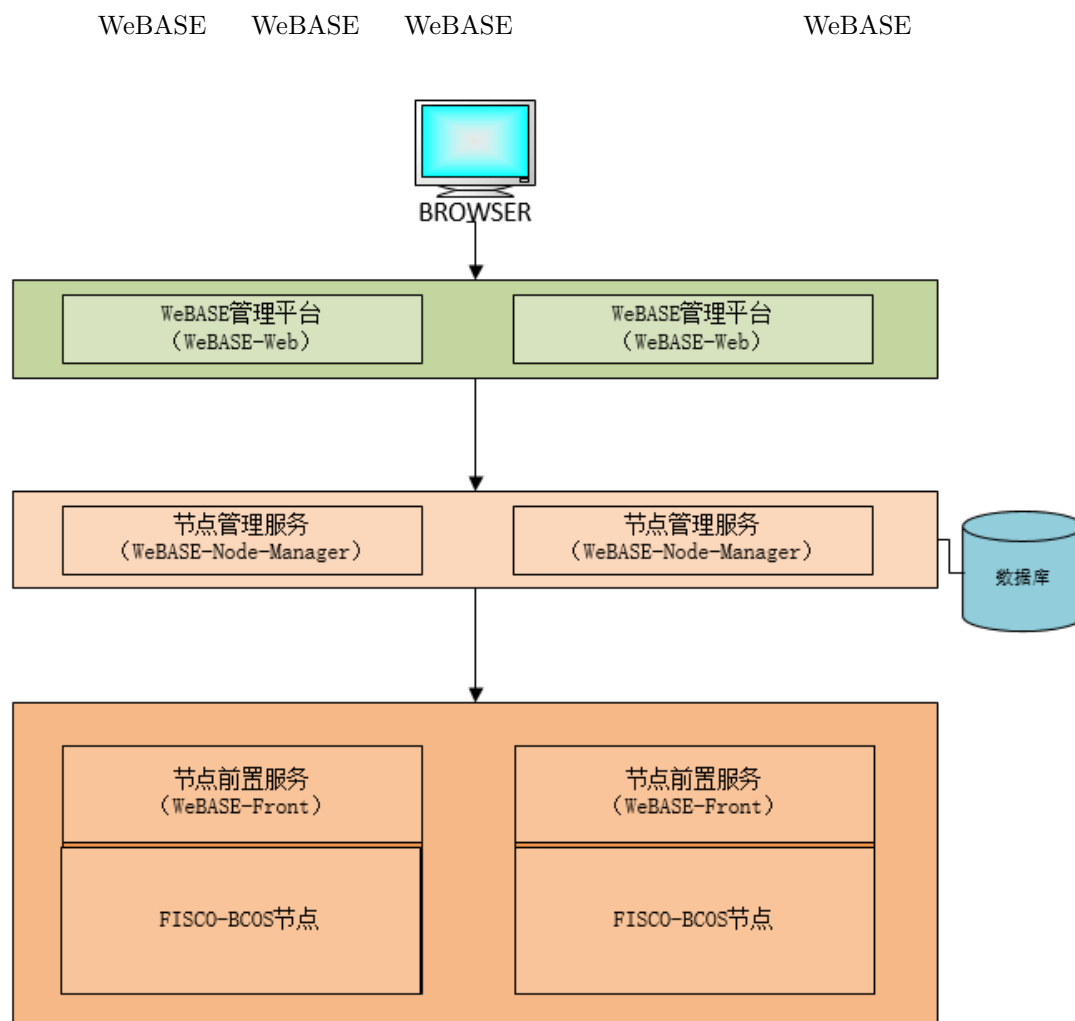 WeBASE WeBASE WeBASE WeBASE
BROWSER
WeBASE管理平台
（WeBASE-Web）
WeBASE管理平台
（WeBASE-Web）
节点管理服务
（WeBASE-Node-Manager）
节点管理服务
（WeBASE-Node-Manager）
数据库
节点前置服务
（WeBASE-Front）
节点前置服务
（WeBASE-Front）
FISCO-BCOS节点
FISCO-BCOS节点